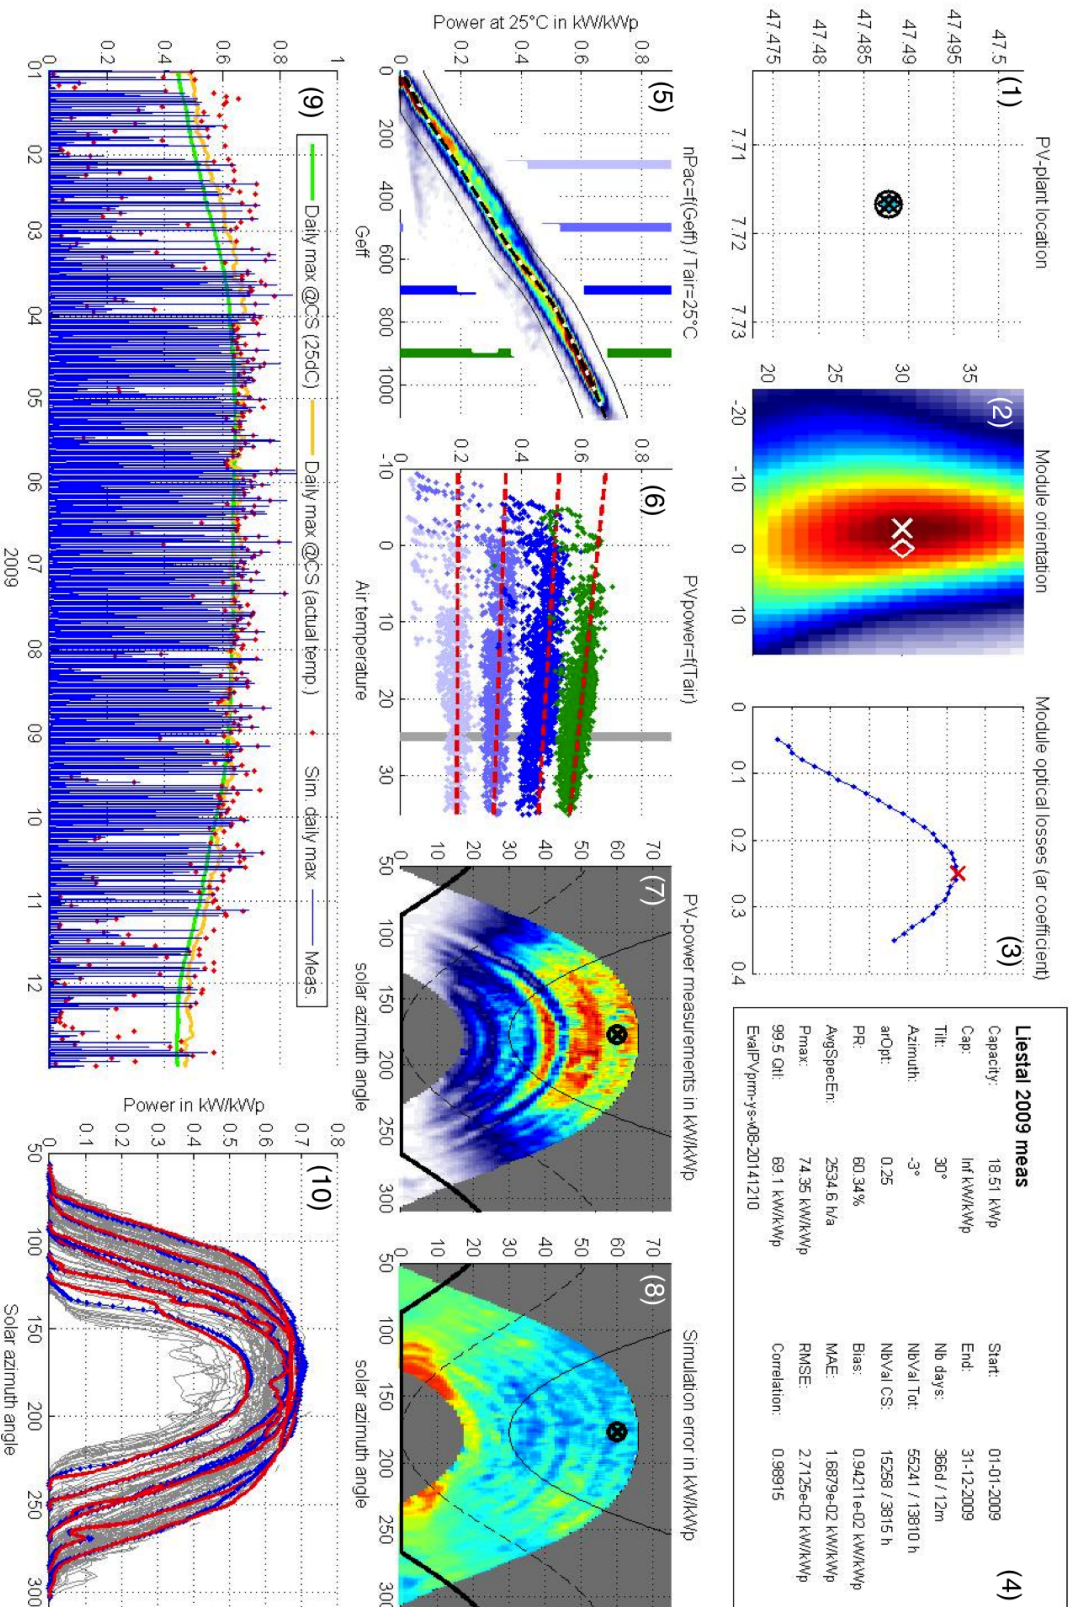 (1)
PV-plant location
47.5
47.495
47.49
47.485
47.48
47.475
7.71
7.72
7.73
(2)
Module orientation
35
30
25
20
-20
-10
0
10
(3)
Module optical losses (ar coefficient)
0
0.1
0.2
0.3
0.4
(4)
Liestal 2009 meas
Capacity: 18.51 kWp Start: 01-01-2009
Cap: Inf kW/kWp End: 31-12-2009
Tilt: 30° Nb days: 366d / 12m
Azimuth: -3° NbVal Tot: 55241 / 13810 h
arOpt: 0.25 NbVal CS: 15258 / 3815 h
PR: 60.34% Bias: 0.94211e-02 kW/kWp
AvgSpecEn: 2534.6 h/a MAE: 1.6879e-02 kW/kWp
Pmax: 74.35 kW/kWp RMSE: 2.7125e-02 kW/kWp
99.5 Qtl: 69.1 kW/kWp Correlation: 0.98915
EvalPVprm-ys-v08-20141210
(5)
nPac=f(Geff) / Tair=25°C
Power at 25°C in kW/kWp
0.8
0.6
0.4
0.2
0
0 200 400 600 800 1000
Geff
(6)
PVpower=f(Tair)
0.8
0.6
0.4
0.2
0
-10 0 10 20 30
Air temperature
(7)
PV-power measurements in kW/kWp
70
60
50
40
30
20
10
0
50 100 150 200 250 300
solar azimuth angle
(8)
Simulation error in kW/kWp
70
60
50
40
30
20
10
0
50 100 150 200 250 300
solar azimuth angle
(9)
Daily max @CS (25dC) Daily max @CS (actual temp.) Sim. daily max Meas
1
0.8
0.6
0.4
0.2
0
01 02 03 04 05 06 07 08 09 10 11 12
2009
(10)
Power in kW/kWp
0.8
0.7
0.6
0.5
0.4
0.3
0.2
0.1
0
50 100 150 200 250 300
Solar azimuth angle